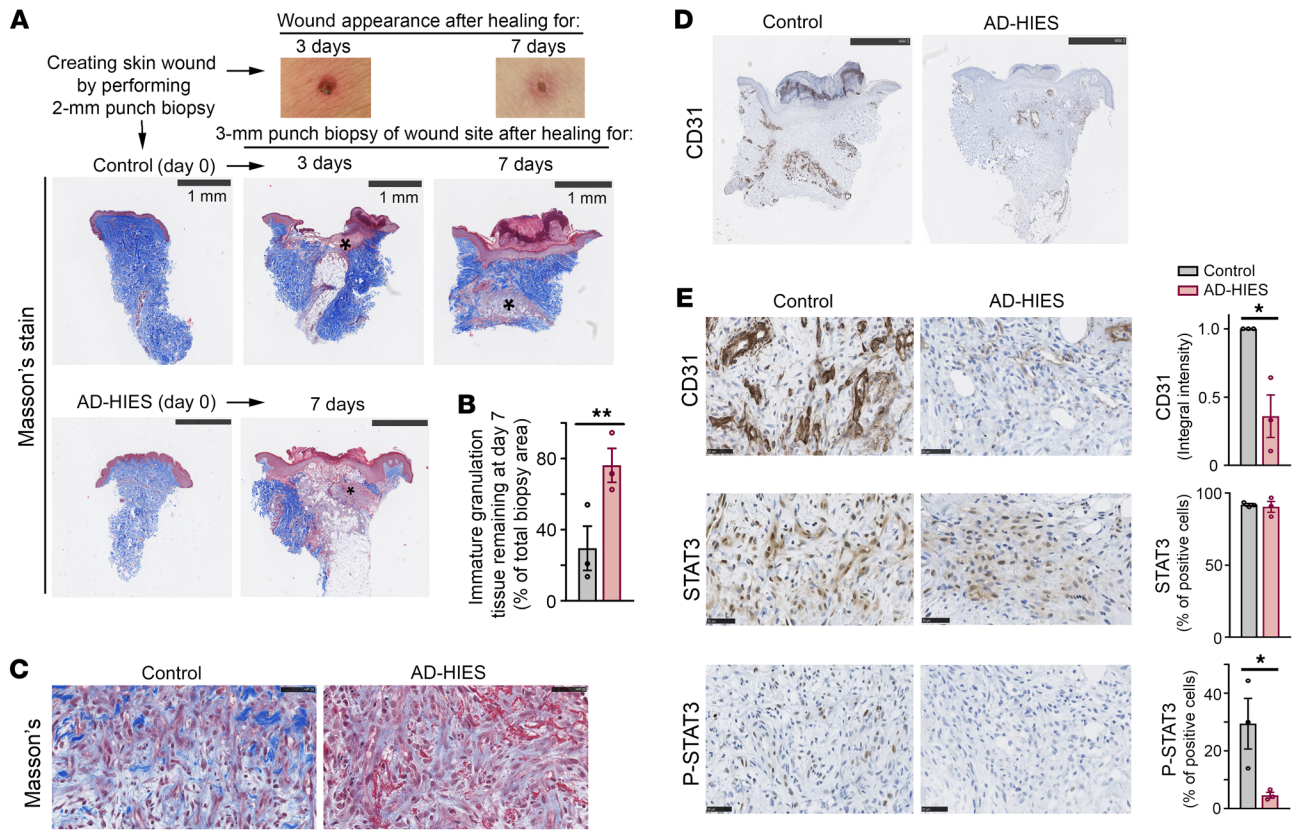 A
Wound appearance after healing for:
3 days
7 days
Creating skin wound
by performing
2-mm punch biopsy
3-mm punch biopsy of wound site after healing for:
Control (day 0)
3 days
7 days
1 mm
1 mm
1 mm
*
*
Masson's stain
AD-HIES (day 0)
7 days
*
B
**
Immature granulation
tissue remaining at day 7
(% of total biopsy area)
80
40
0
C
Control
AD-HIES
Masson's
D
Control
AD-HIES
CD31
E
Control
AD-HIES
Control
AD-HIES
CD31
*
CD31
(Integral intensity)
1.0
0.5
0
STAT3
STAT3
(% of positive cells)
100
50
0
P-STAT3
*
P-STAT3
(% of positive cells)
40
20
0